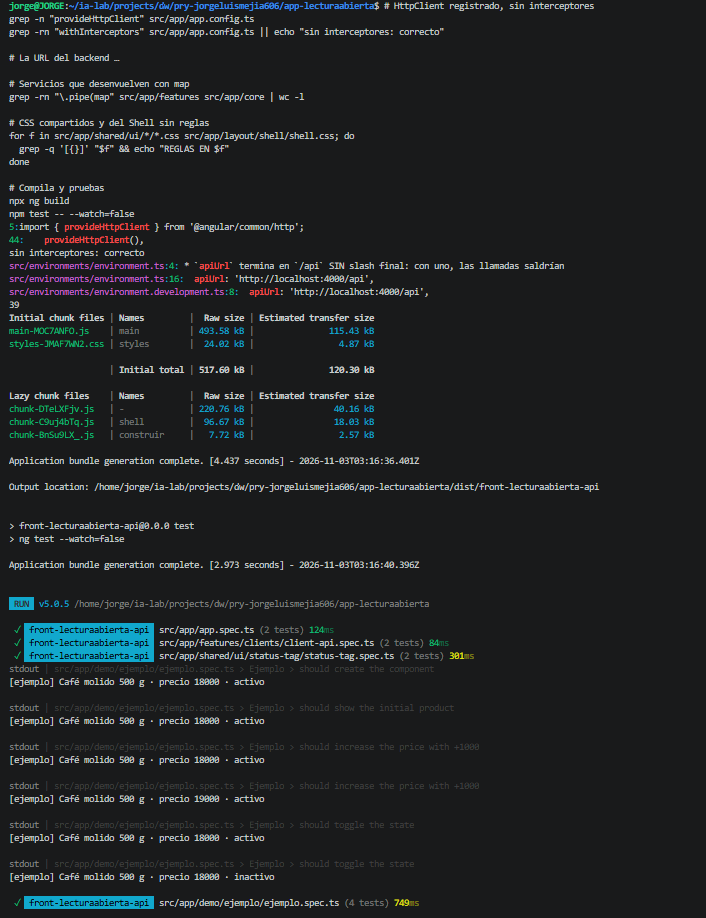 jorge@JORGE:~/ia-lab/projects/dw/pry-jorgeluismejia606/app-lecturaabierta$ # HttpClient registrado, sin interceptores
grep -n "provideHttpClient" src/app/app.config.ts
grep -rn "withInterceptors" src/app/app.config.ts || echo "sin interceptores: correcto"

# La URL del backend …

# Servicios que desenvuelven con map
grep -rn "\.pipe(map" src/app/features src/app/core | wc -l

# CSS compartidos y del Shell sin reglas
for f in src/app/shared/ui/*/*.css src/app/layout/shell/shell.css; do
  grep -q '[{}]' "$f" && echo "REGLAS EN $f"
done

# Compila y pruebas
npx ng build
npm test -- --watch=false
5:import { provideHttpClient } from '@angular/common/http';
44:    provideHttpClient(),
sin interceptores: correcto
src/environments/environment.ts:4: * `apiUrl` termina en `/api` SIN slash final: con uno, las llamadas saldrían
src/environments/environment.ts:16:  apiUrl: 'http://localhost:4000/api',
src/environments/environment.development.ts:8:  apiUrl: 'http://localhost:4000/api',
39
Initial chunk files | Names         |  Raw size | Estimated transfer size
main-MOC7ANFO.js    | main          | 493.58 kB |               115.43 kB
styles-JMAF7WN2.css | styles        |  24.02 kB |                 4.87 kB

                    | Initial total | 517.60 kB |               120.30 kB

Lazy chunk files    | Names         |  Raw size | Estimated transfer size
chunk-DTeLXFjv.js   | -             | 220.76 kB |                40.16 kB
chunk-C9uj4bTq.js   | shell         |  96.67 kB |                18.03 kB
chunk-BnSu9LX_.js   | construir     |   7.72 kB |                 2.57 kB

Application bundle generation complete. [4.437 seconds] - 2026-11-03T03:16:36.401Z

Output location: /home/jorge/ia-lab/projects/dw/pry-jorgeluismejia606/app-lecturaabierta/dist/front-lecturaabierta-api


> front-lecturaabierta-api@0.0.0 test
> ng test --watch=false

Application bundle generation complete. [2.973 seconds] - 2026-11-03T03:16:40.396Z


RUN  v5.0.5 /home/jorge/ia-lab/projects/dw/pry-jorgeluismejia606/app-lecturaabierta

✓ front-lecturaabierta-api src/app/app.spec.ts (2 tests) 124ms
✓ front-lecturaabierta-api src/app/features/clients/client-api.spec.ts (2 tests) 84ms
✓ front-lecturaabierta-api src/app/shared/ui/status-tag/status-tag.spec.ts (2 tests) 301ms
stdout | src/app/demo/ejemplo/ejemplo.spec.ts > Ejemplo > should create the component
[ejemplo] Café molido 500 g · precio 18000 · activo

stdout | src/app/demo/ejemplo/ejemplo.spec.ts > Ejemplo > should show the initial product
[ejemplo] Café molido 500 g · precio 18000 · activo

stdout | src/app/demo/ejemplo/ejemplo.spec.ts > Ejemplo > should increase the price with +1000
[ejemplo] Café molido 500 g · precio 18000 · activo

stdout | src/app/demo/ejemplo/ejemplo.spec.ts > Ejemplo > should increase the price with +1000
[ejemplo] Café molido 500 g · precio 19000 · activo

stdout | src/app/demo/ejemplo/ejemplo.spec.ts > Ejemplo > should toggle the state
[ejemplo] Café molido 500 g · precio 18000 · activo

stdout | src/app/demo/ejemplo/ejemplo.spec.ts > Ejemplo > should toggle the state
[ejemplo] Café molido 500 g · precio 18000 · inactivo

✓ front-lecturaabierta-api src/app/demo/ejemplo/ejemplo.spec.ts (4 tests) 749ms